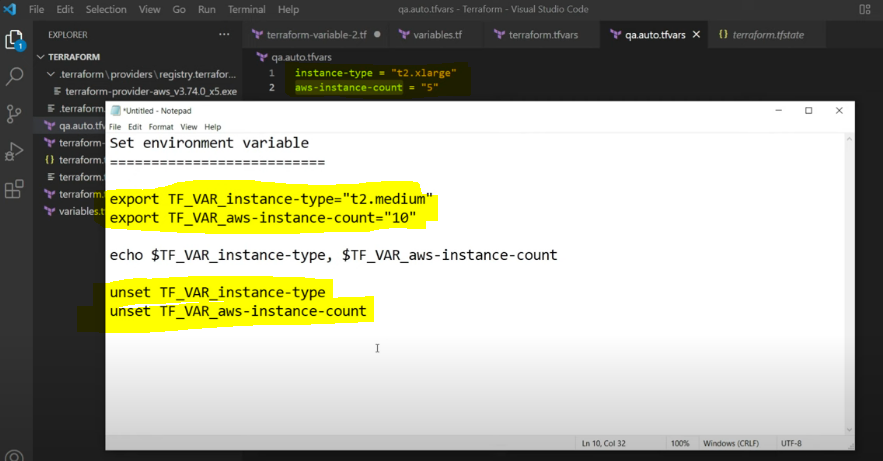 File Edit Selection View Go Run Terminal Help
qa.auto.tfvars - Terraform - Visual Studio Code
EXPLORER
terraform-variable-2.tf
variables.tf
terraform.tfvars
qa.auto.tfvars
terraform.tfstate
TERRAFORM
.terraform\providers\registry.terrafor...
terraform-provider-aws_v3.74.0_x5.exe
.terraform
qa.auto.tfv
terraform-
terraform.
terraform.
terraform.
variables.t
qa.auto.tfvars
1 instance-type = "t2.xlarge"
2 aws-instance-count = "5"
*Untitled - Notepad
File Edit Format View Help
Set environment variable
==========================
export TF_VAR_instance-type="t2.medium"
export TF_VAR_aws-instance-count="10"
echo $TF_VAR_instance-type, $TF_VAR_aws-instance-count
unset TF_VAR_instance-type
unset TF_VAR_aws-instance-count
Ln 10, Col 32 100% Windows (CRLF) UTF-8